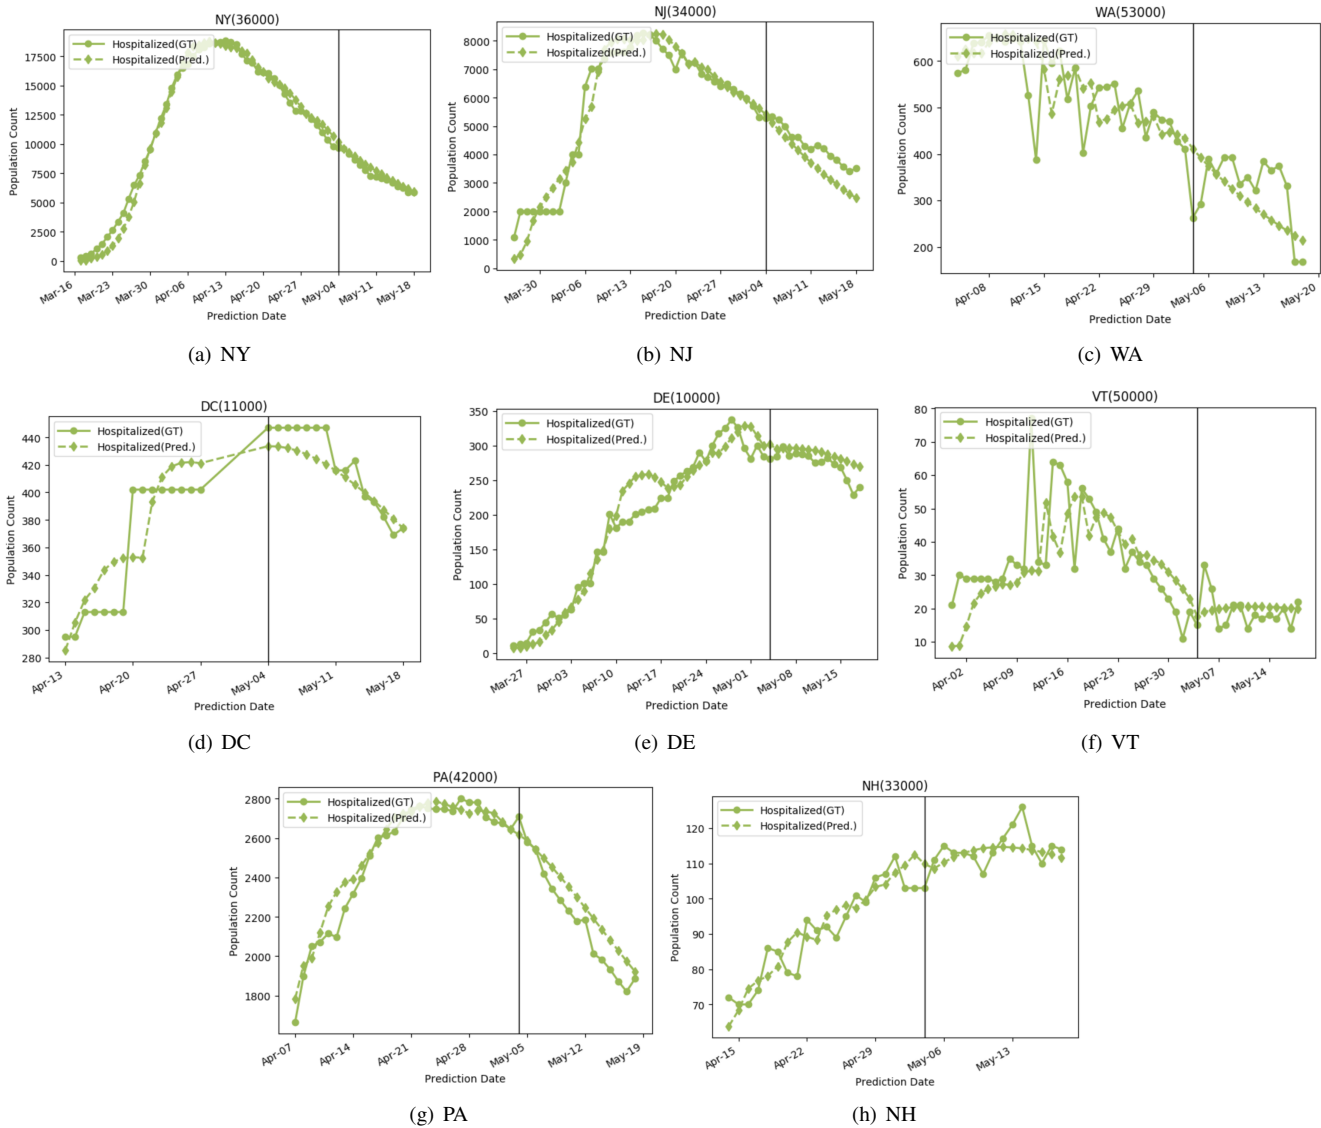 NY(36000)
Hospitalized(GT)
Hospitalized(Pred.)
Population Count
17500
15000
12500
10000
7500
5000
2500
0
Mar-16
Mar-23
Mar-30
Apr-06
Apr-13
Apr-20
Apr-27
May-04
May-11
May-18
Prediction Date
(a) NY
NJ(34000)
Hospitalized(GT)
Hospitalized(Pred.)
Population Count
8000
7000
6000
5000
4000
3000
2000
1000
0
Mar-30
Apr-06
Apr-13
Apr-20
Apr-27
May-04
May-11
May-18
Prediction Date
(b) NJ
WA(53000)
Hospitalized(GT)
Hospitalized(Pred.)
Population Count
600
500
400
300
200
Apr-08
Apr-15
Apr-22
Apr-29
May-06
May-13
May-20
Prediction Date
(c) WA
DC(11000)
Hospitalized(GT)
Hospitalized(Pred.)
Population Count
440
420
400
380
360
340
320
300
280
Apr-13
Apr-20
Apr-27
May-04
May-11
May-18
Prediction Date
(d) DC
DE(10000)
Hospitalized(GT)
Hospitalized(Pred.)
Population Count
350
300
250
200
150
100
50
0
Mar-27
Apr-03
Apr-10
Apr-17
Apr-24
May-01
May-08
May-15
Prediction Date
(e) DE
VT(50000)
Hospitalized(GT)
Hospitalized(Pred.)
Population Count
80
70
60
50
40
30
20
10
Apr-02
Apr-09
Apr-16
Apr-23
Apr-30
May-07
May-14
Prediction Date
(f) VT
PA(42000)
Hospitalized(GT)
Hospitalized(Pred.)
Population Count
2800
2600
2400
2200
2000
1800
Apr-07
Apr-14
Apr-21
Apr-28
May-05
May-12
May-19
Prediction Date
(g) PA
NH(33000)
Hospitalized(GT)
Hospitalized(Pred.)
Population Count
120
110
100
90
80
70
Apr-15
Apr-22
Apr-29
May-06
May-13
Prediction Date
(h) NH